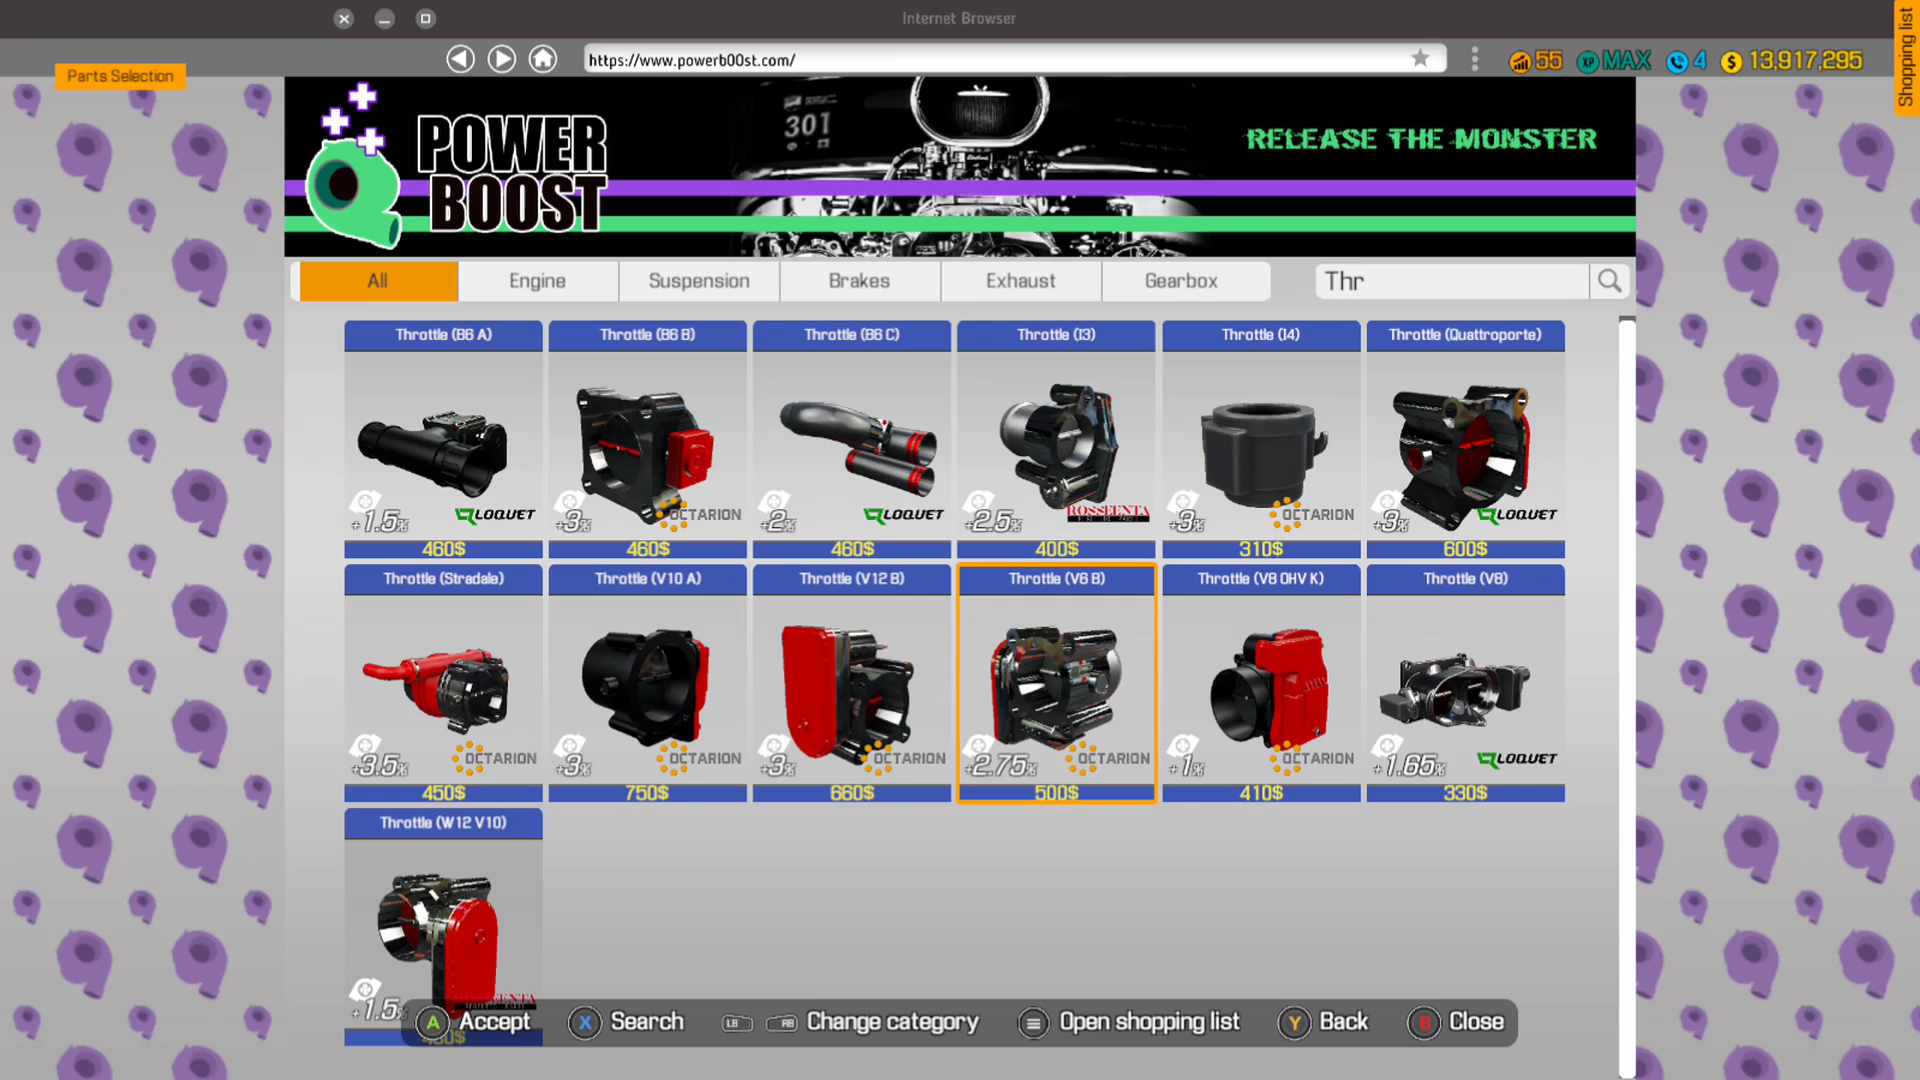 Internet Browser
Parts Selection
https://www.powerb00st.com/
55
XP MAX
4
$ 13,917,295
Shopping list
POWER
BOOST
301
RELEASE THE MONSTER
All
Engine
Suspension
Brakes
Exhaust
Gearbox
Thr
Throttle (B6 A)
Throttle (B6 B)
Throttle (B6 C)
Throttle (I3)
Throttle (I4)
Throttle (Quattroporte)
+1.5%
LOQUET
+3%
OCTARION
+2%
LOQUET
+2.5%
+3%
OCTARION
+3%
LOQUET
460$
460$
460$
400$
310$
600$
Throttle (Stradale)
Throttle (V10 A)
Throttle (V12 B)
Throttle (V6 B)
Throttle (V8 OHV K)
Throttle (V8)
+3.5%
OCTARION
+3%
OCTARION
+3%
OCTARION
+2.75%
OCTARION
+1%
OCTARION
+1.65%
LOQUET
450$
750$
660$
500$
410$
330$
Throttle (W12 V10)
+1.5%
A Accept
X Search
LB RB Change category
Open shopping list
Y Back
B Close